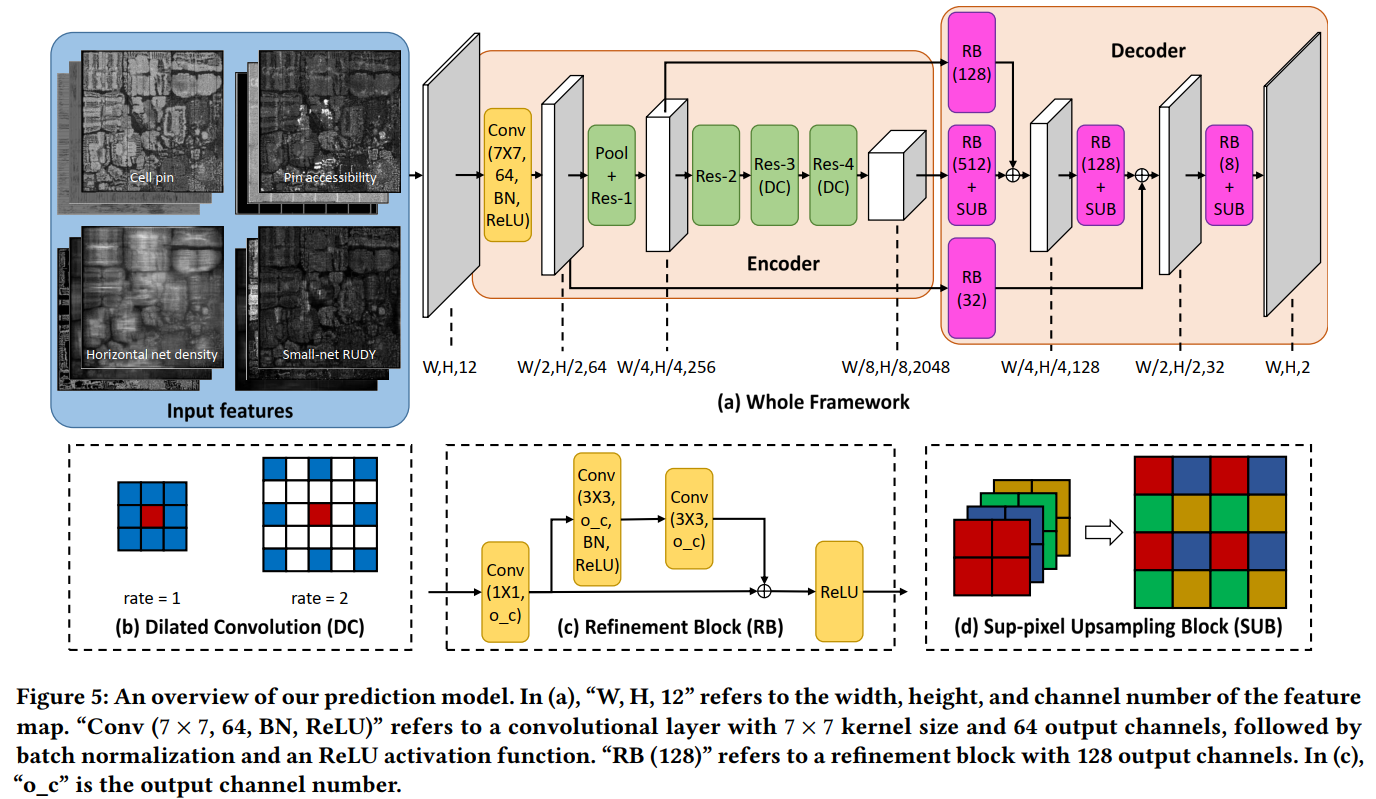 Cell pin
Pin accessibility
Horizontal net density
Small-net RUDY
Input features
Conv
(7X7,
64,
BN,
ReLU)
Pool
+
Res-1
Res-2
Res-3
(DC)
Res-4
(DC)
Encoder
Decoder
RB
(128)
RB
(512)
+
SUB
RB
(32)
RB
(128)
+
SUB
RB
(8)
+
SUB
W,H,12
W/2,H/2,64
W/4,H/4,256
W/8,H/8,2048
W/4,H/4,128
W/2,H/2,32
W,H,2
(a) Whole Framework
rate = 1
rate = 2
(b) Dilated Convolution (DC)
Conv
(1X1,
o_c)
Conv
(3X3,
o_c,
BN,
ReLU)
Conv
(3X3,
o_c)
ReLU
(c) Refinement Block (RB)
(d) Sup-pixel Upsampling Block (SUB)
Figure 5: An overview of our prediction model. In (a), “W, H, 12” refers to the width, height, and channel number of the feature
map. “Conv (7 × 7, 64, BN, ReLU)” refers to a convolutional layer with 7 × 7 kernel size and 64 output channels, followed by
batch normalization and an ReLU activation function. “RB (128)” refers to a refinement block with 128 output channels. In (c),
“o_c” is the output channel number.